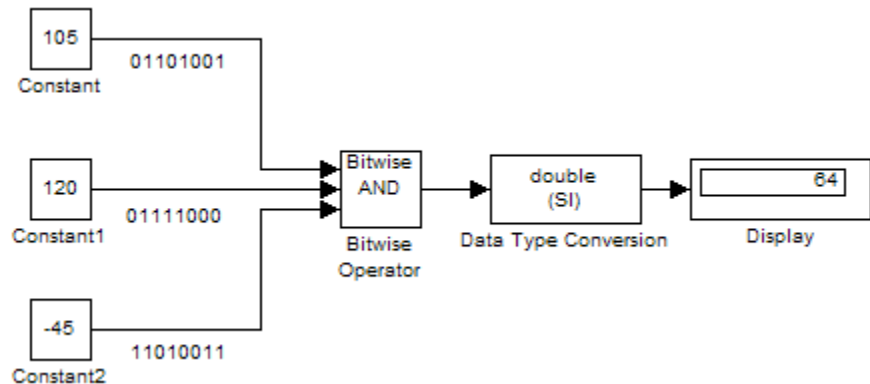 105
01101001
Constant
120
01111000
Constant1
-45
11010011
Constant2
Bitwise
AND
Bitwise
Operator
double
(SI)
Data Type Conversion
64
Display